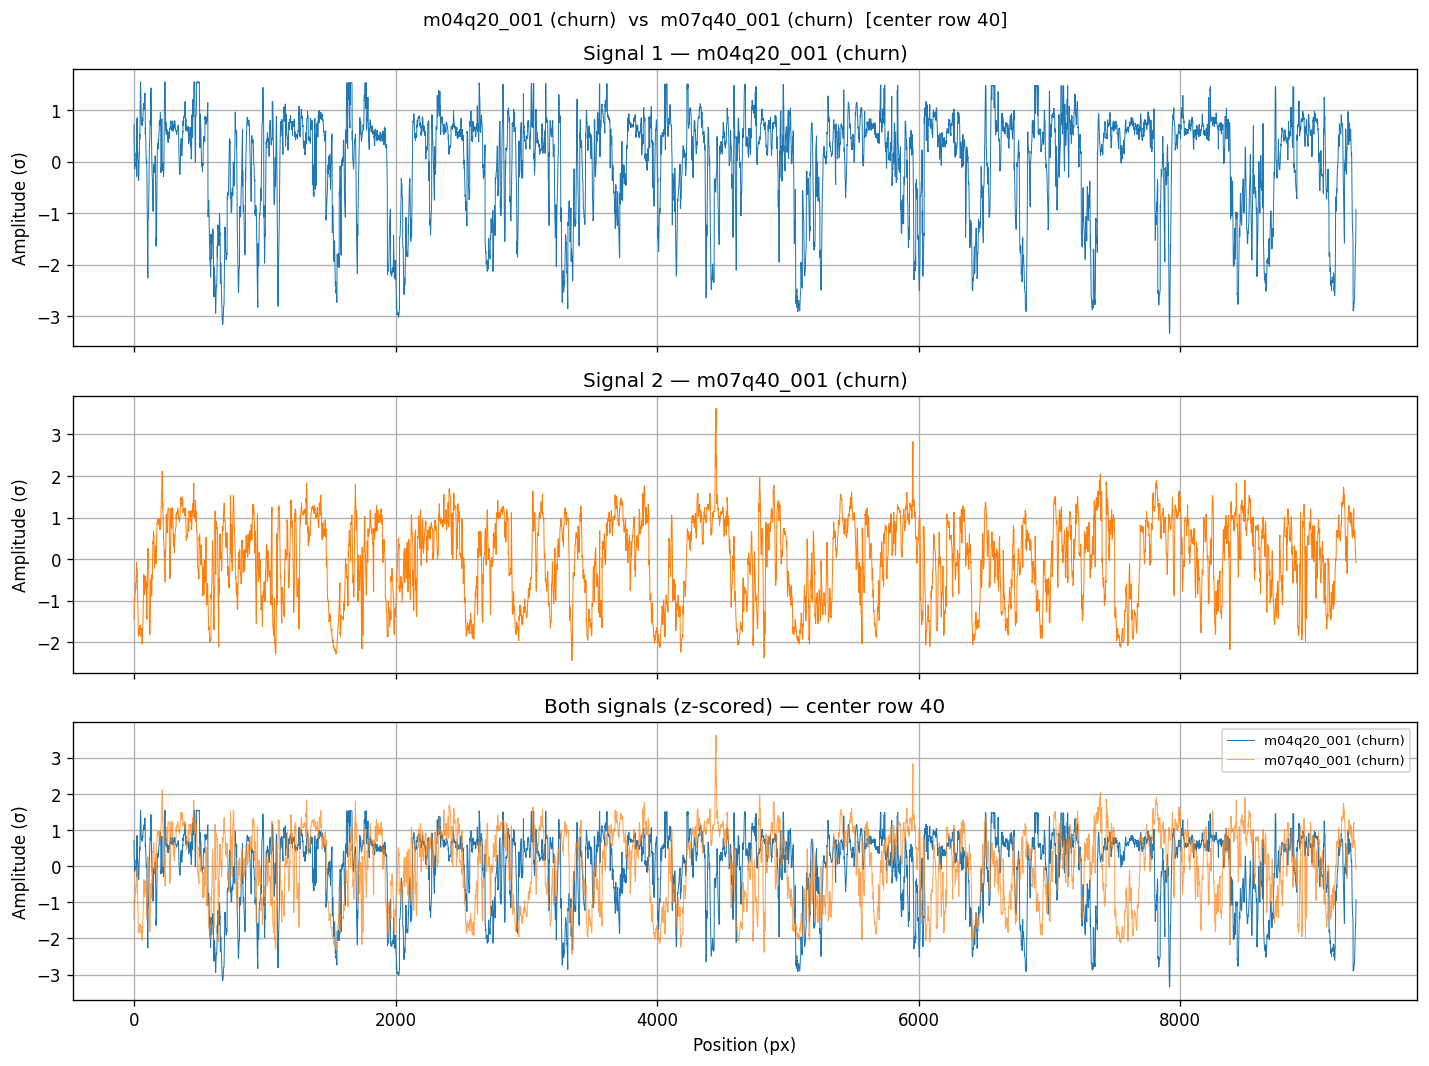 m04q20_001 (churn)  vs  m07q40_001 (churn)  [center row 40]
Signal 1 — m04q20_001 (churn)
Amplitude (σ)
1
0
−1
−2
−3
Signal 2 — m07q40_001 (churn)
Amplitude (σ)
3
2
1
0
−1
−2
Both signals (z-scored) — center row 40
m04q20_001 (churn)
m07q40_001 (churn)
Amplitude (σ)
3
2
1
0
−1
−2
−3
0 2000 4000 6000 8000
Position (px)